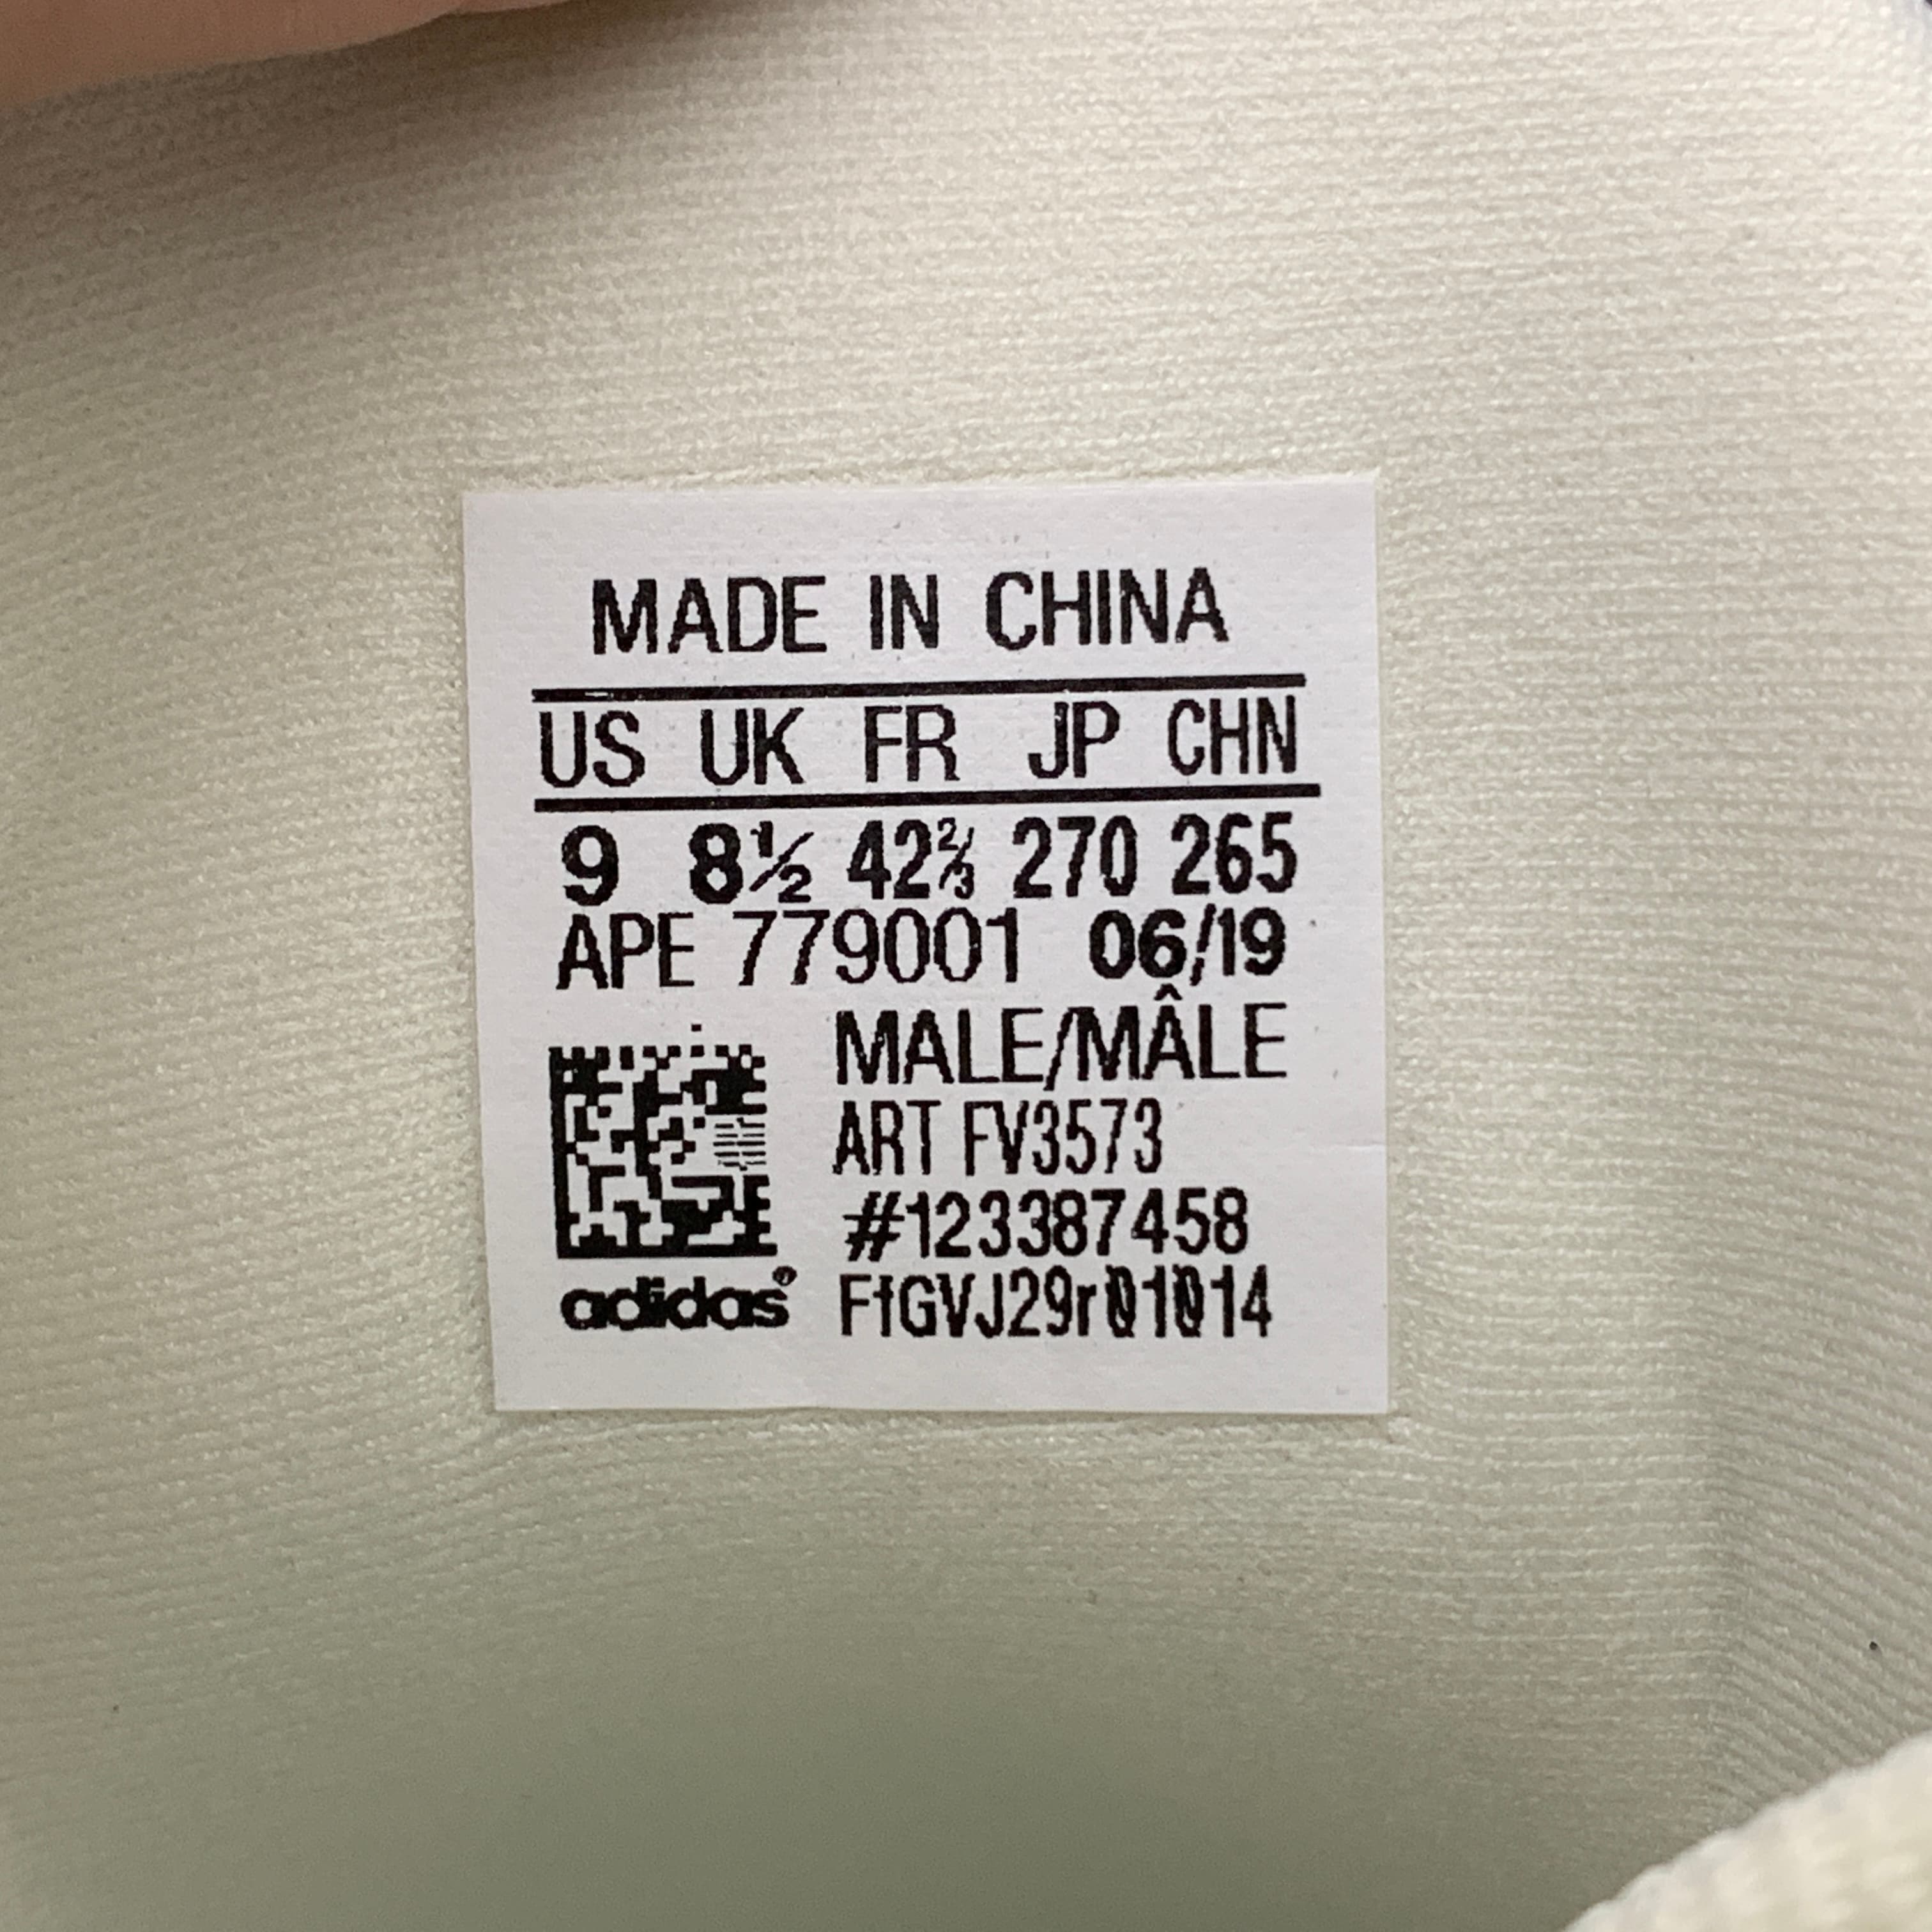 MADE IN CHINA
US UK FR JP CHN
9 8½ 42⅔ 270 265
APE 779001 06/19
MALE/MÂLE
ART FV3573
#123387458
adidas® FfGVJ29r01014